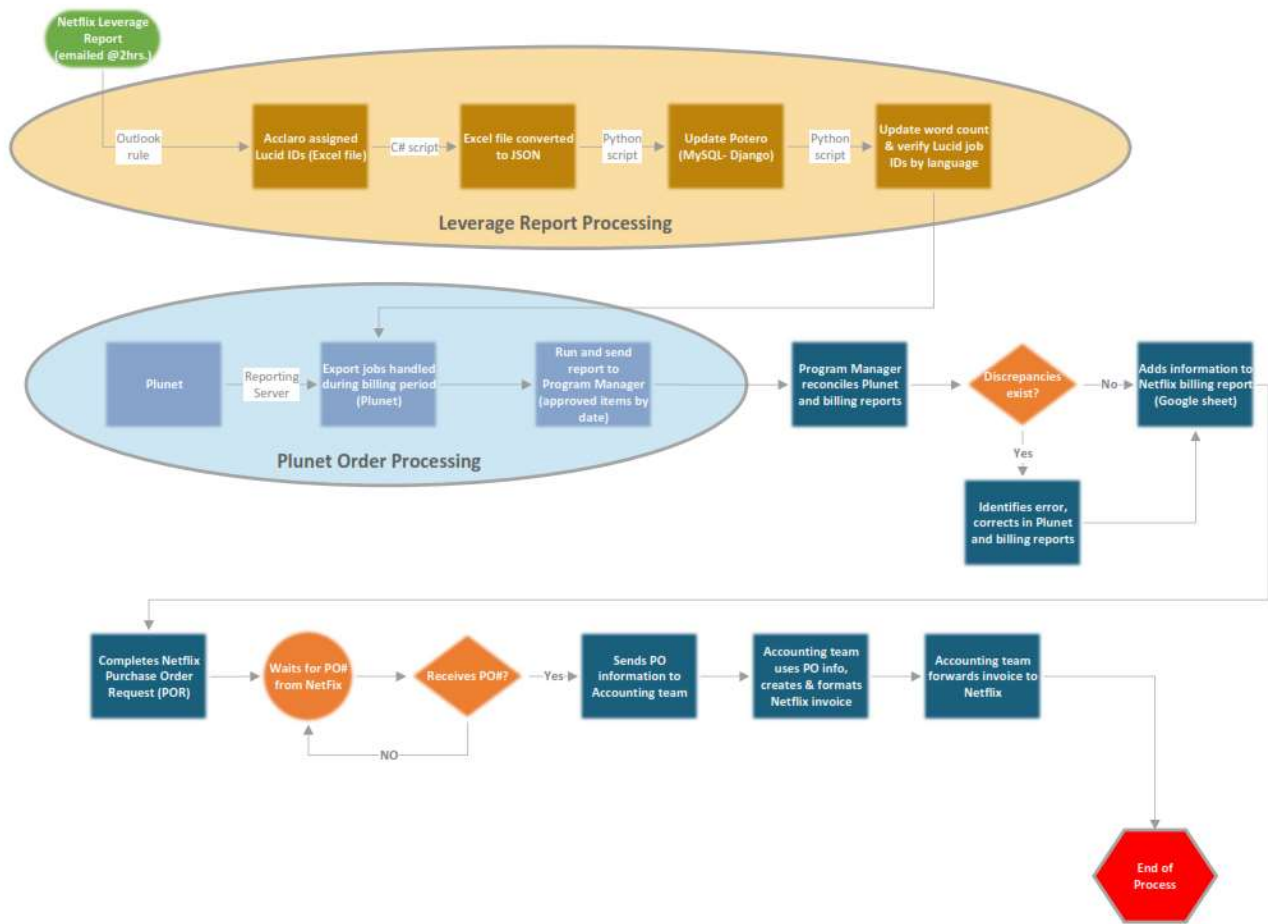 Netflix Leverage
Report
(emailed @2hrs.)
Outlook
rule
Acclaro assigned
Lucid IDs (Excel file)
C# script
Excel file converted
to JSON
Python
script
Update Potero
(MySQL- Django)
Python
script
Update word count
& verify Lucid job
IDs by language
Leverage Report Processing
Plunet
Reporting
Server
Export jobs handled
during billing period
(Plunet)
Run and send
report to
Program Manager
(approved items by
date)
Plunet Order Processing
Program Manager
reconciles Plunet
and billing reports
Discrepancies
exist?
No
Adds information to
Netflix billing report
(Google sheet)
Yes
Identifies error,
corrects in Plunet
and billing reports
Completes Netflix
Purchase Order
Request (POR)
Waits for PO#
from NetFix
Receives PO#?
Yes
NO
Sends PO
information to
Accounting team
Accounting team
uses PO info,
creates & formats
Netflix invoice
Accounting team
forwards invoice to
Netflix
End of
Process